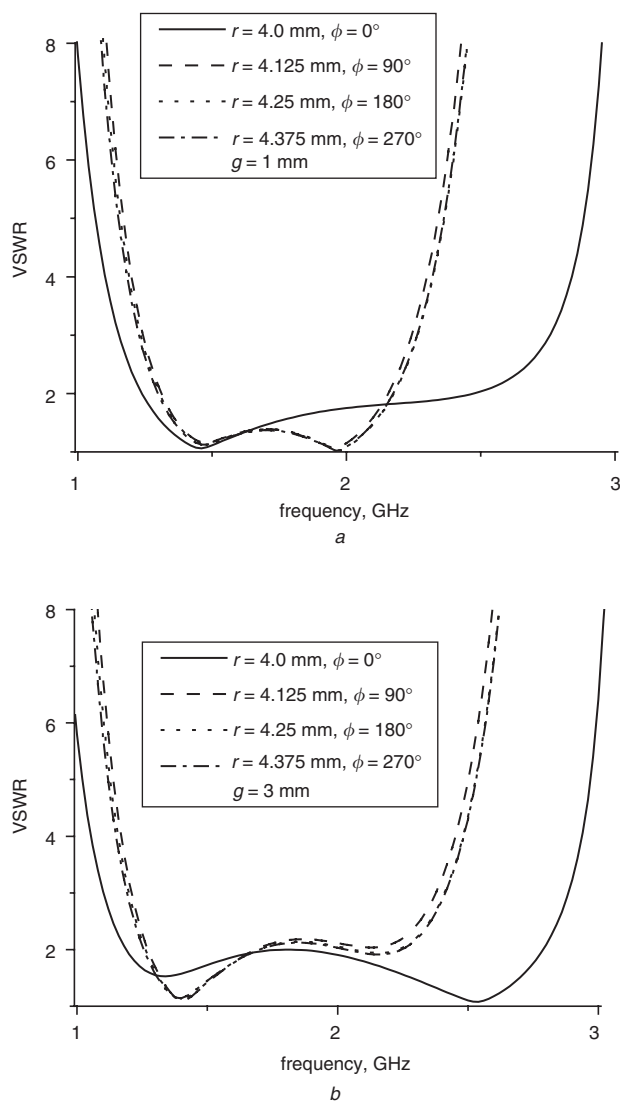 r = 4.0 mm, ϕ = 0°
r = 4.125 mm, ϕ = 90°
r = 4.25 mm, ϕ = 180°
r = 4.375 mm, ϕ = 270°
g = 1 mm
8
6
4
2
VSWR
1
2
3
frequency, GHz
a
r = 4.0 mm, ϕ = 0°
r = 4.125 mm, ϕ = 90°
r = 4.25 mm, ϕ = 180°
r = 4.375 mm, ϕ = 270°
g = 3 mm
8
6
4
2
VSWR
1
2
3
frequency, GHz
b